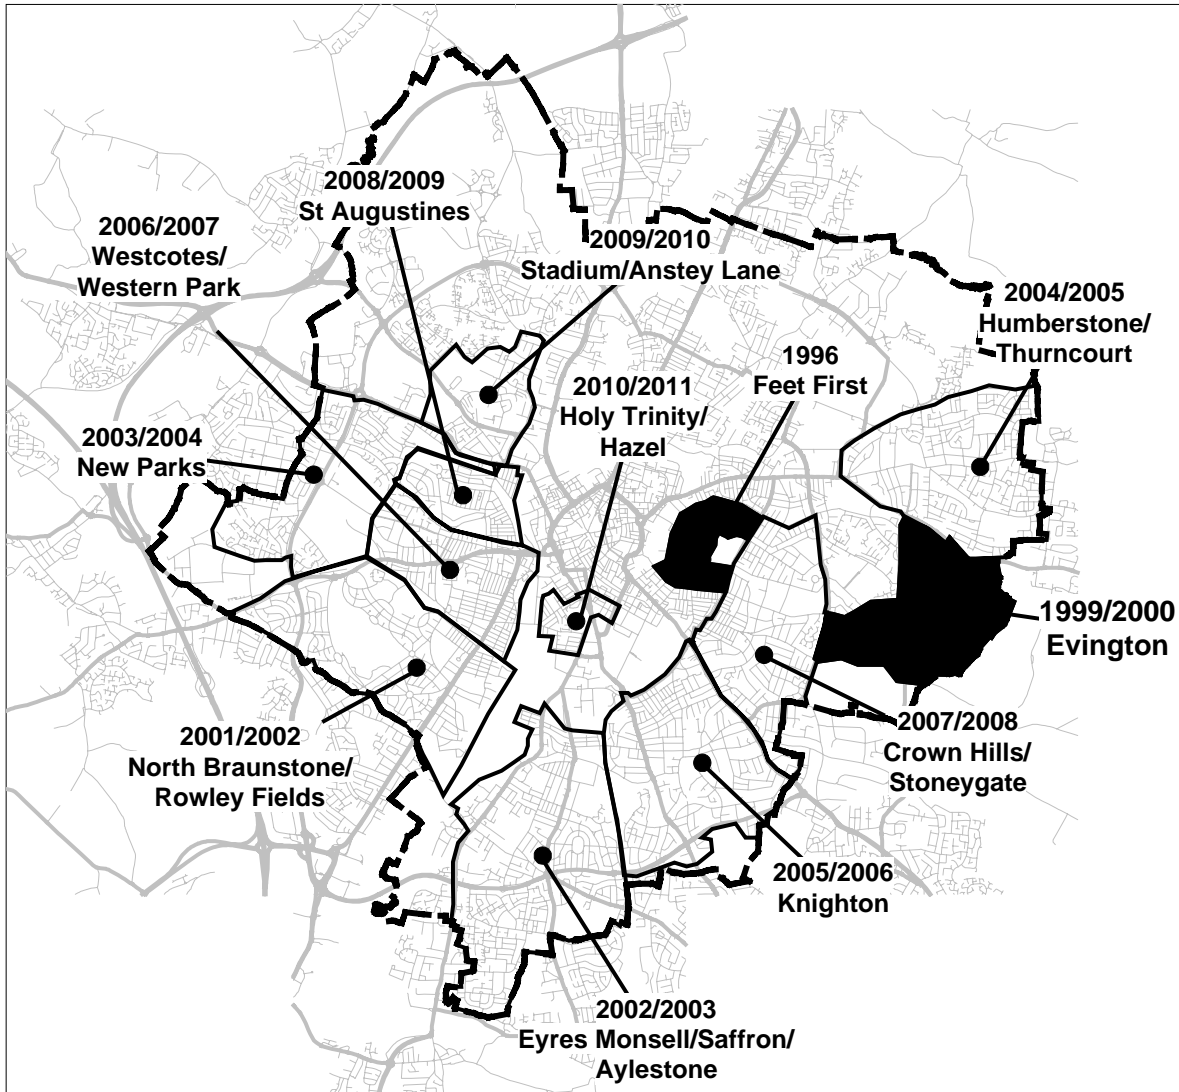 2008/2009
St Augustines
2006/2007
Westcotes/
Western Park
2009/2010
Stadium/Anstey Lane
2004/2005
Humberstone/
Thurncourt
1996
Feet First
2010/2011
Holy Trinity/
Hazel
2003/2004
New Parks
1999/2000
Evington
2007/2008
Crown Hills/
Stoneygate
2001/2002
North Braunstone/
Rowley Fields
2005/2006
Knighton
2002/2003
Eyres Monsell/Saffron/
Aylestone